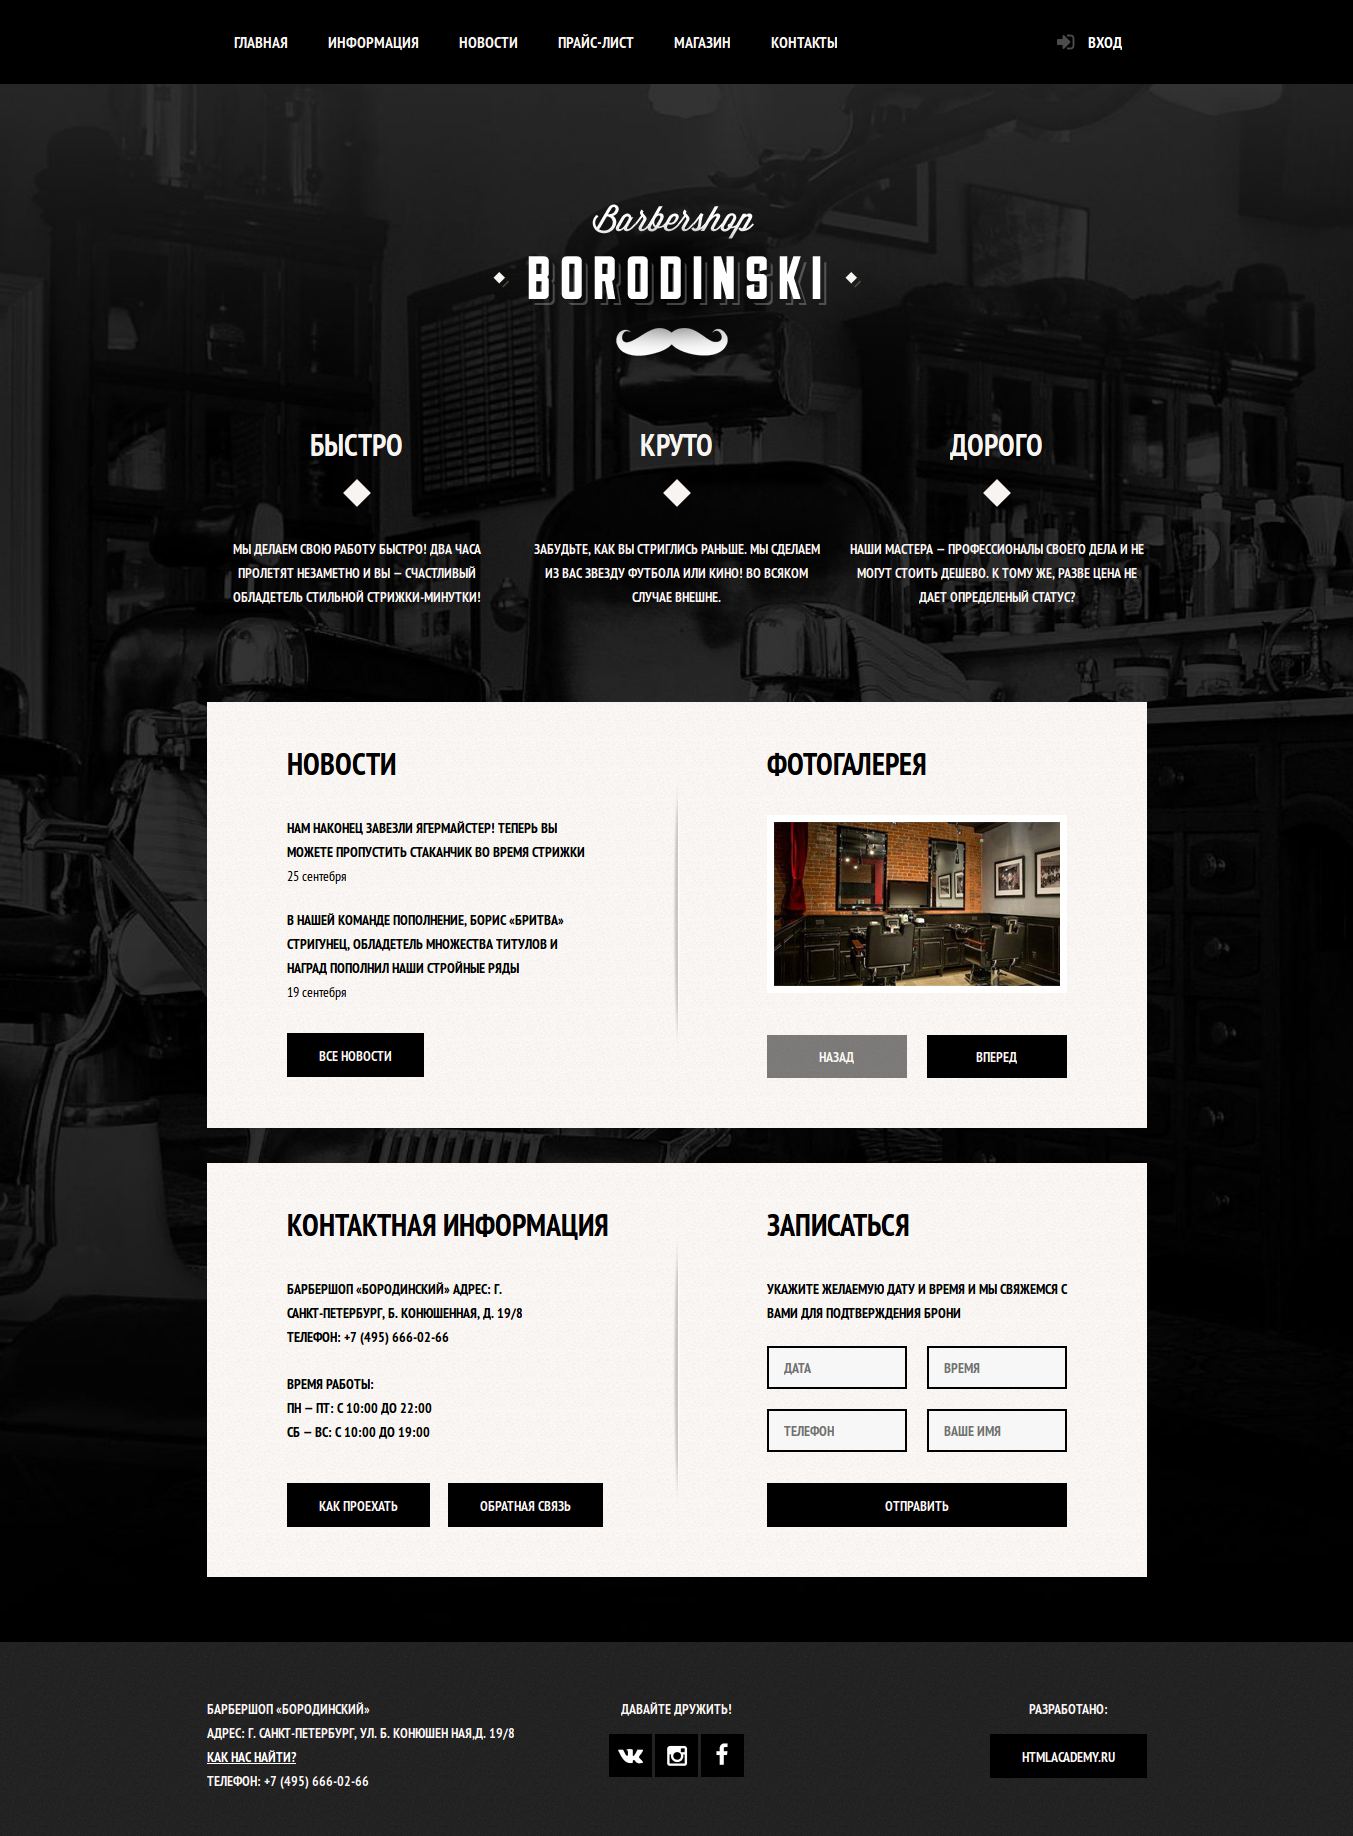 ГЛАВНАЯ ИНФОРМАЦИЯ НОВОСТИ ПРАЙС-ЛИСТ МАГАЗИН КОНТАКТЫ ВХОД
Barbershop
BORODINSKI
БЫСТРО
МЫ ДЕЛАЕМ СВОЮ РАБОТУ БЫСТРО! ДВА ЧАСА
ПРОЛЕТЯТ НЕЗАМЕТНО И ВЫ – СЧАСТЛИВЫЙ
ОБЛАДЕТЕЛЬ СТИЛЬНОЙ СТРИЖКИ-МИНУТКИ!
КРУТО
ЗАБУДЬТЕ, КАК ВЫ СТРИГЛИСЬ РАНЬШЕ. МЫ СДЕЛАЕМ
ИЗ ВАС ЗВЕЗДУ ФУТБОЛА ИЛИ КИНО! ВО ВСЯКОМ
СЛУЧАЕ ВНЕШНЕ.
ДОРОГО
НАШИ МАСТЕРА – ПРОФЕССИОНАЛЫ СВОЕГО ДЕЛА И НЕ
МОГУТ СТОИТЬ ДЕШЕВО. К ТОМУ ЖЕ, РАЗВЕ ЦЕНА НЕ
ДАЕТ ОПРЕДЕЛЕНЫЙ СТАТУС?
НОВОСТИ
НАМ НАКОНЕЦ ЗАВЕЗЛИ ЯГЕРМАЙСТЕР! ТЕПЕРЬ ВЫ
МОЖЕТЕ ПРОПУСТИТЬ СТАКАНЧИК ВО ВРЕМЯ СТРИЖКИ
25 сентября
В НАШЕЙ КОМАНДЕ ПОПОЛНЕНИЕ, БОРИС «БРИТВА»
СТРИГУНЕЦ, ОБЛАДЕТЕЛЬ МНОЖЕСТВА ТИТУЛОВ И
НАГРАД ПОПОЛНИЛ НАШИ СТРОЙНЫЕ РЯДЫ
19 сентября
ВСЕ НОВОСТИ
ФОТОГАЛЕРЕЯ
НАЗАД ВПЕРЕД
КОНТАКТНАЯ ИНФОРМАЦИЯ
БАРБЕРШОП «БОРОДИНСКИЙ» АДРЕС: Г.
САНКТ-ПЕТЕРБУРГ, Б. КОНЮШЕННАЯ, Д. 19/8
ТЕЛЕФОН: +7 (495) 666-02-66
ВРЕМЯ РАБОТЫ:
ПН – ПТ: С 10:00 ДО 22:00
СБ – ВС: С 10:00 ДО 19:00
КАК ПРОЕХАТЬ ОБРАТНАЯ СВЯЗЬ
ЗАПИСАТЬСЯ
УКАЖИТЕ ЖЕЛАЕМУЮ ДАТУ И ВРЕМЯ И МЫ СВЯЖЕМСЯ С
ВАМИ ДЛЯ ПОДТВЕРЖДЕНИЯ БРОНИ
ДАТА ВРЕМЯ
ТЕЛЕФОН ВАШЕ ИМЯ
ОТПРАВИТЬ
БАРБЕРШОП «БОРОДИНСКИЙ»
АДРЕС: Г. САНКТ-ПЕТЕРБУРГ, УЛ. Б. КОНЮШЕН НАЯ,Д. 19/8
КАК НАС НАЙТИ?
ТЕЛЕФОН: +7 (495) 666-02-66
ДАВАЙТЕ ДРУЖИТЬ!
РАЗРАБОТАНО:
HTMLACADEMY.RU